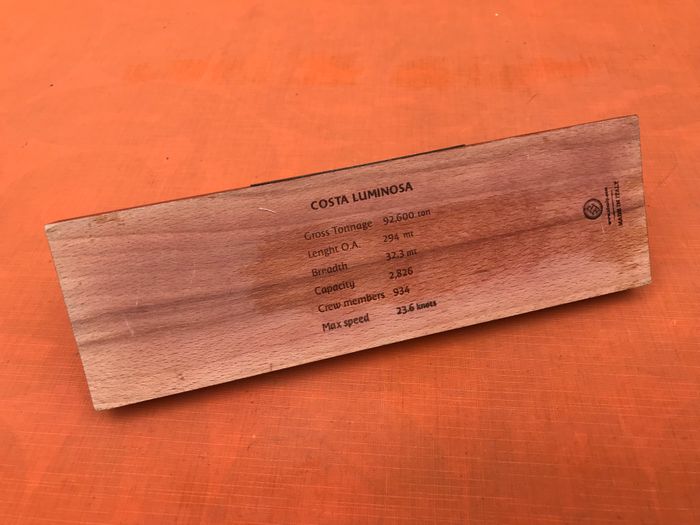 COSTA LUMINOSA
Gross Tonnage 92,600 ton
Lenght O.A. 294 mt
Breadth 32.3 mt
Capacity 2,826
Crew members 934
Max speed 23.6 knots
MADE IN ITALY